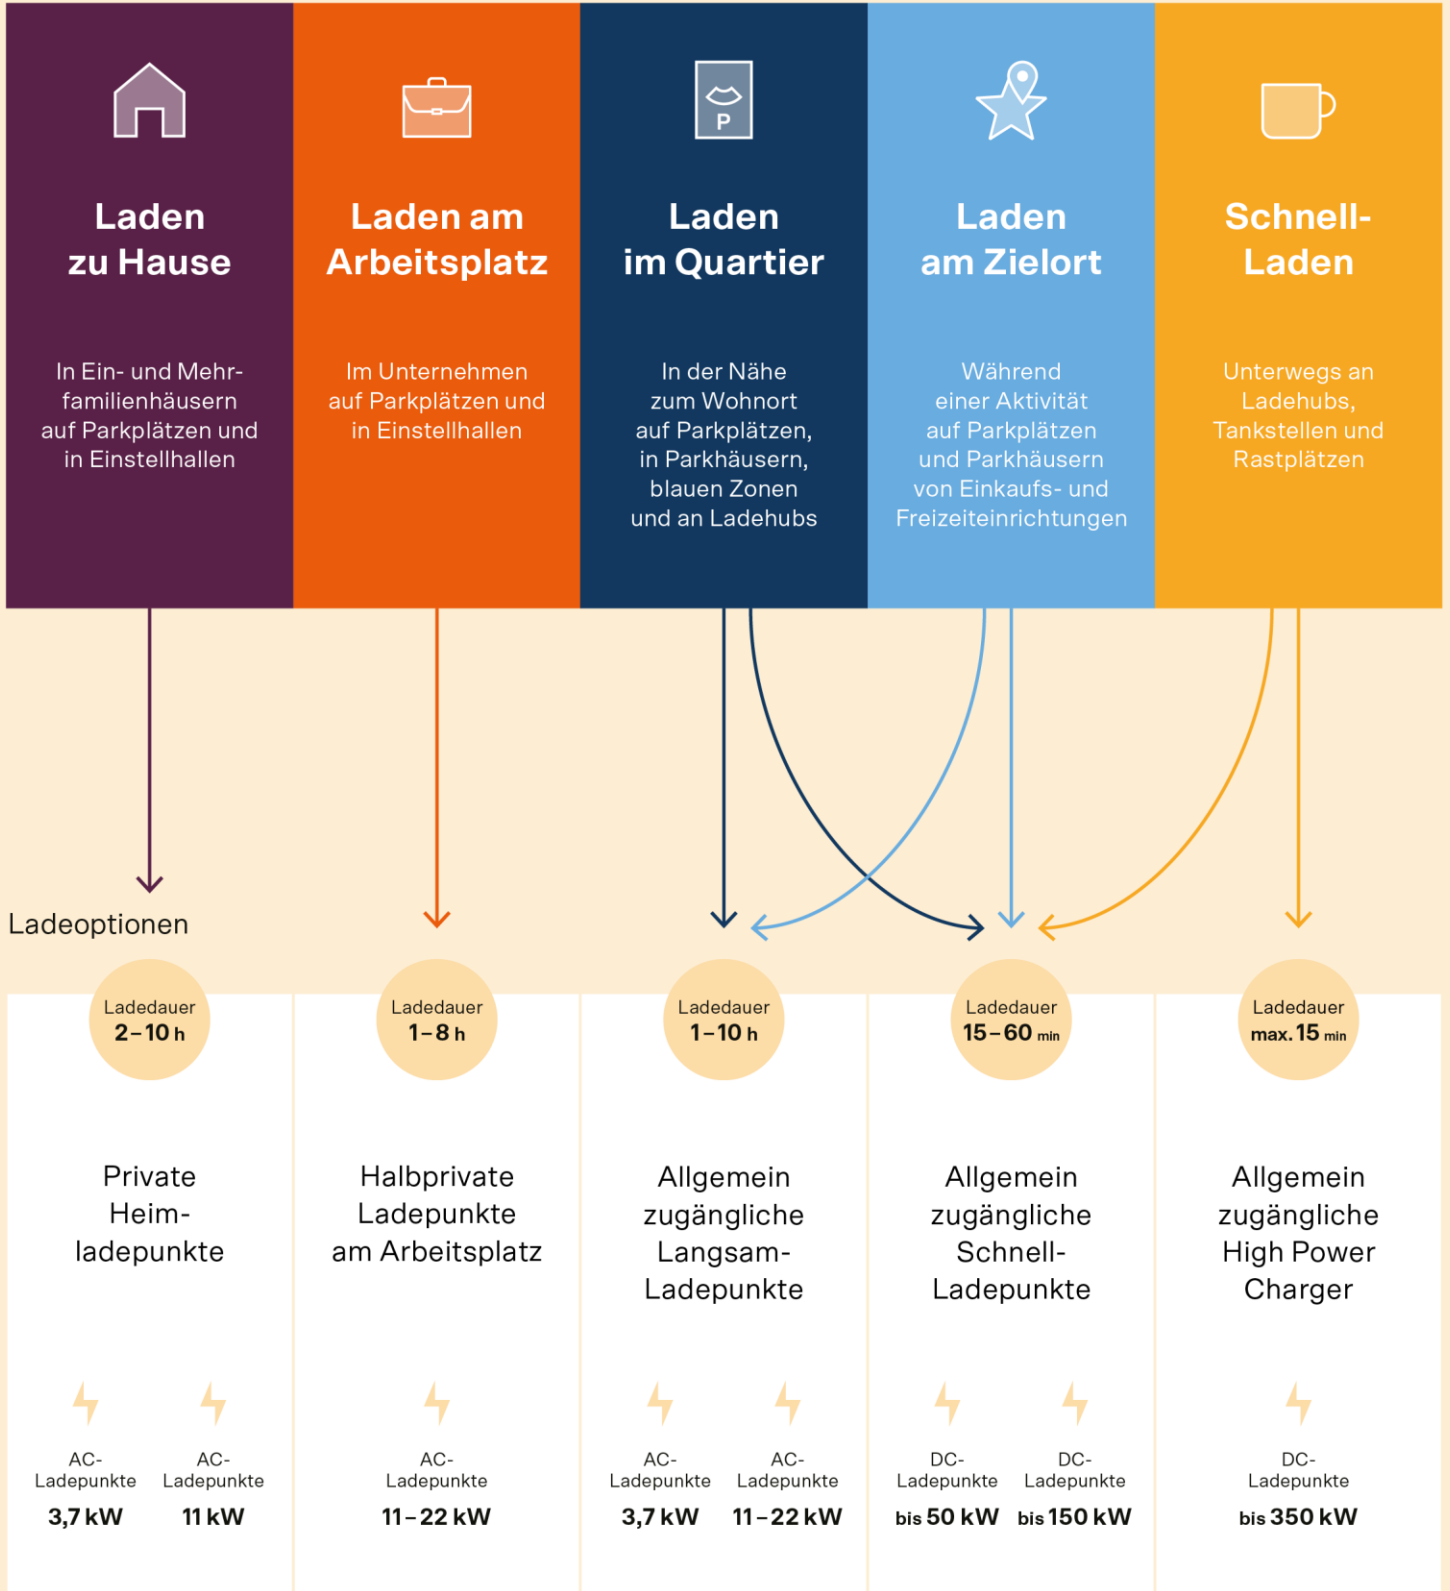 Laden
zu Hause
In Ein- und Mehr-
familienhäusern
auf Parkplätzen und
in Einstellhallen
Laden am
Arbeitsplatz
Im Unternehmen
auf Parkplätzen und
in Einstellhallen
P
Laden
im Quartier
In der Nähe
zum Wohnort
auf Parkplätzen,
in Parkhäusern,
blauen Zonen
und an Ladehubs
Laden
am Zielort
Während
einer Aktivität
auf Parkplätzen
und Parkhäusern
von Einkaufs- und
Freizeiteinrichtungen
Schnell-
Laden
Unterwegs an
Ladehubs,
Tankstellen und
Rastplätzen
Ladeoptionen
Ladedauer
2–10 h
Private
Heim-
ladepunkte
AC-
Ladepunkte
3,7 kW
AC-
Ladepunkte
11 kW
Ladedauer
1–8 h
Halbprivate
Ladepunkte
am Arbeitsplatz
AC-
Ladepunkte
11–22 kW
Ladedauer
1–10 h
Allgemein
zugängliche
Langsam-
Ladepunkte
AC-
Ladepunkte
3,7 kW
AC-
Ladepunkte
11–22 kW
Ladedauer
15–60 min
Allgemein
zugängliche
Schnell-
Ladepunkte
DC-
Ladepunkte
bis 50 kW
DC-
Ladepunkte
bis 150 kW
Ladedauer
max. 15 min
Allgemein
zugängliche
High Power
Charger
DC-
Ladepunkte
bis 350 kW